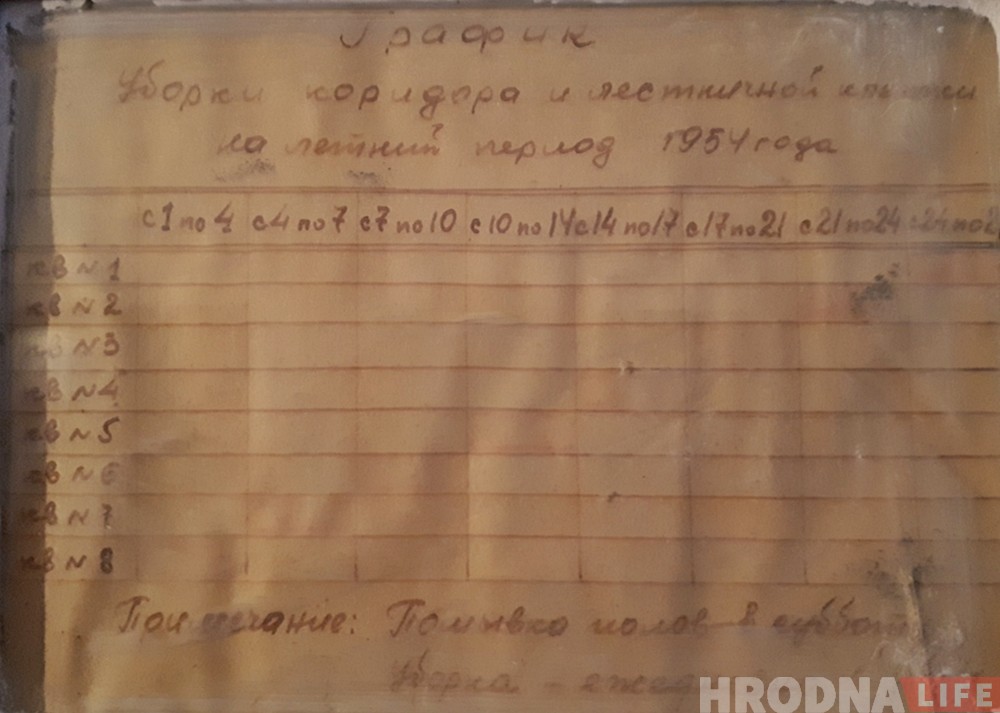 График
Уборки коридора и лестничной клетки
на летний период 1954 года
с 1 по 4 с 4 по 7 с 7 по 10 с 10 по 14 с 14 по 17 с 17 по 21 с 21 по 24 с 24 по
кв № 1
кв № 2
кв № 3
кв № 4
кв № 5
кв № 6
кв № 7
кв № 8
Примечание: Помывка полов - в суббот
Уборка -
HRODNA LIFE